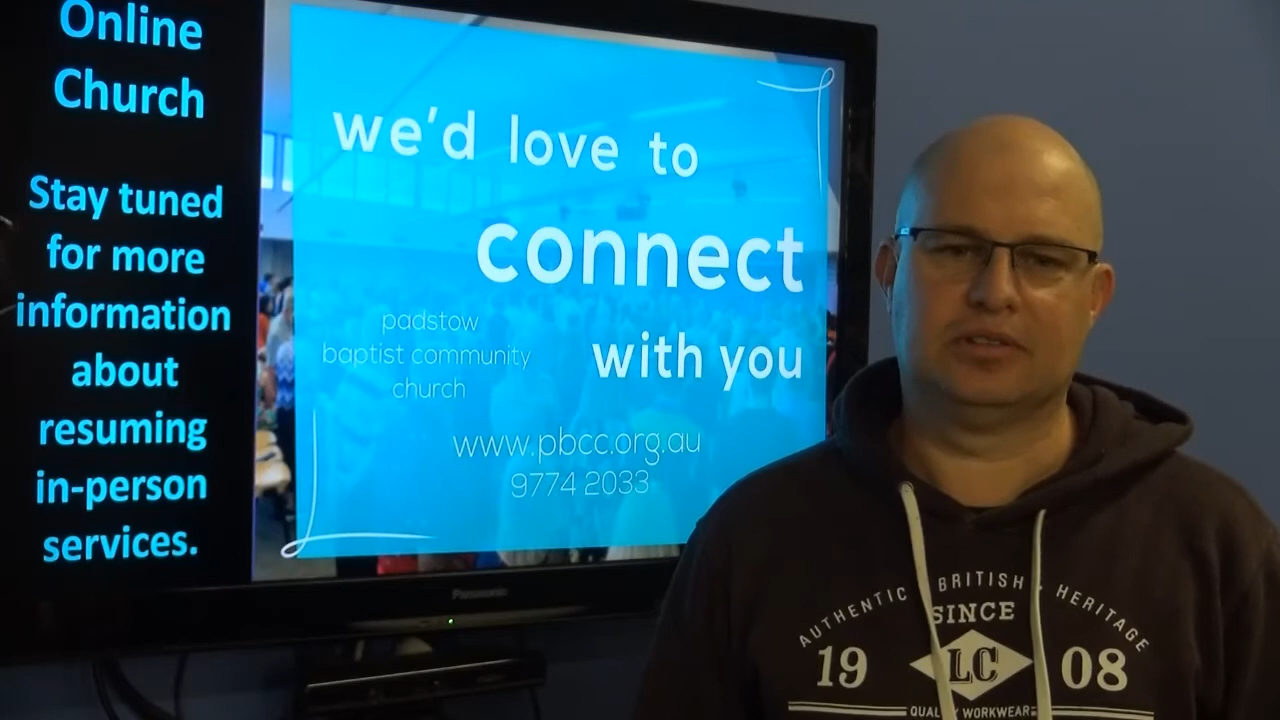 Online
Church
Stay tuned
for more
information
about
resuming
in-person
services.
we'd love to
connect
with you
padstow
baptist community
church
www.pbcc.org.au
9774 2033
Panasonic
AUTHENTIC BRITISH HERITAGE
SINCE
19 LC 08
QUALITY WORKWEAR